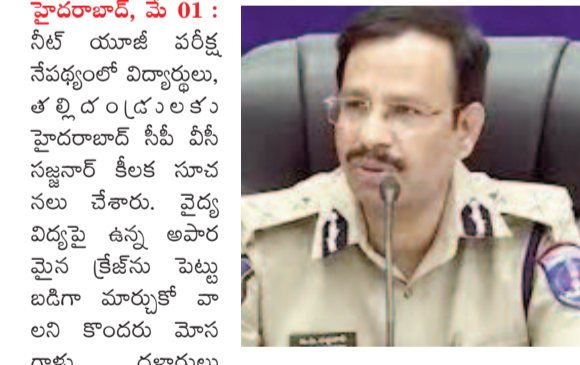 హైదరాబాద్, మే 01 :
నీట్ యూజీ పరీక్ష
నేపథ్యంలో విద్యార్థులు,
తల్లిదండ్రులకు
హైదరాబాద్ సీపీ వీసీ
సజ్జనార్ కీలక సూచ
నలు చేశారు. వైద్య
విద్యపై ఉన్న అపార
మైన క్రేజ్‌ను పెట్టు
బడిగా మార్చుకో వా
లని కొందరు మోస